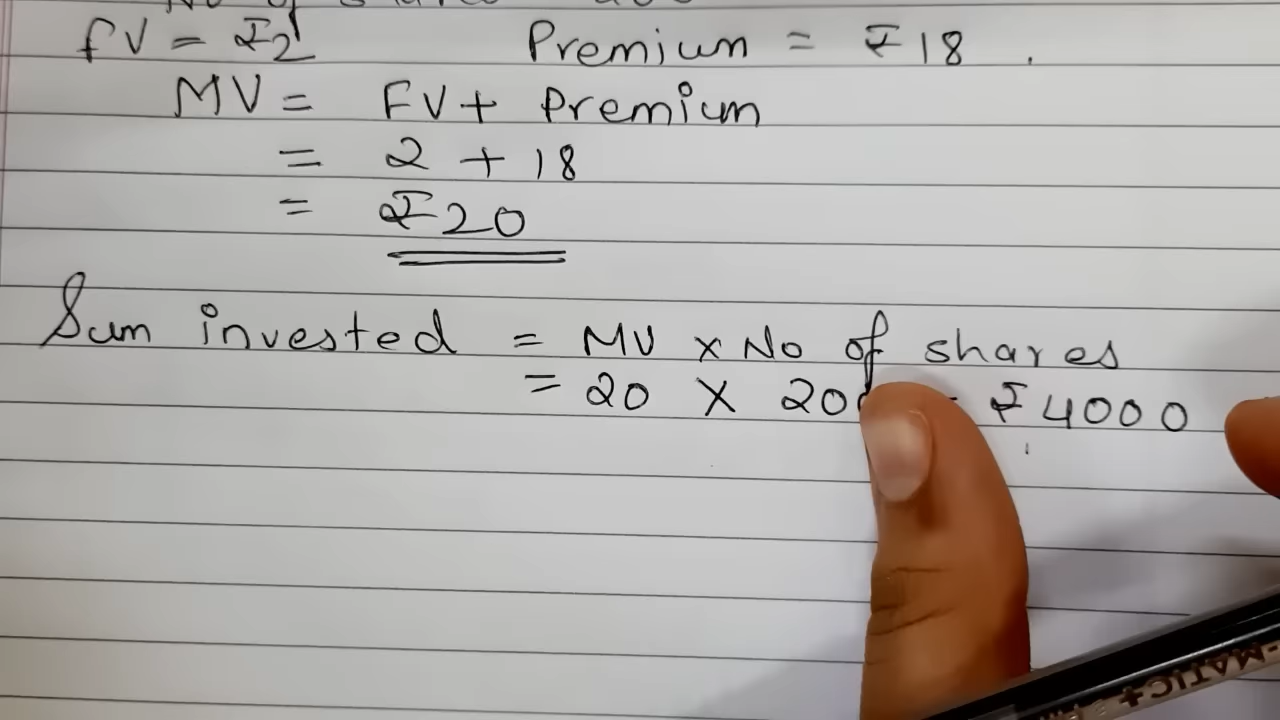 FV = ₹2 Premium = ₹18.
MV = FV + Premium
= 2 + 18
= ₹20
Sum invested = MV × No of shares
= 20 × 20 = ₹4000